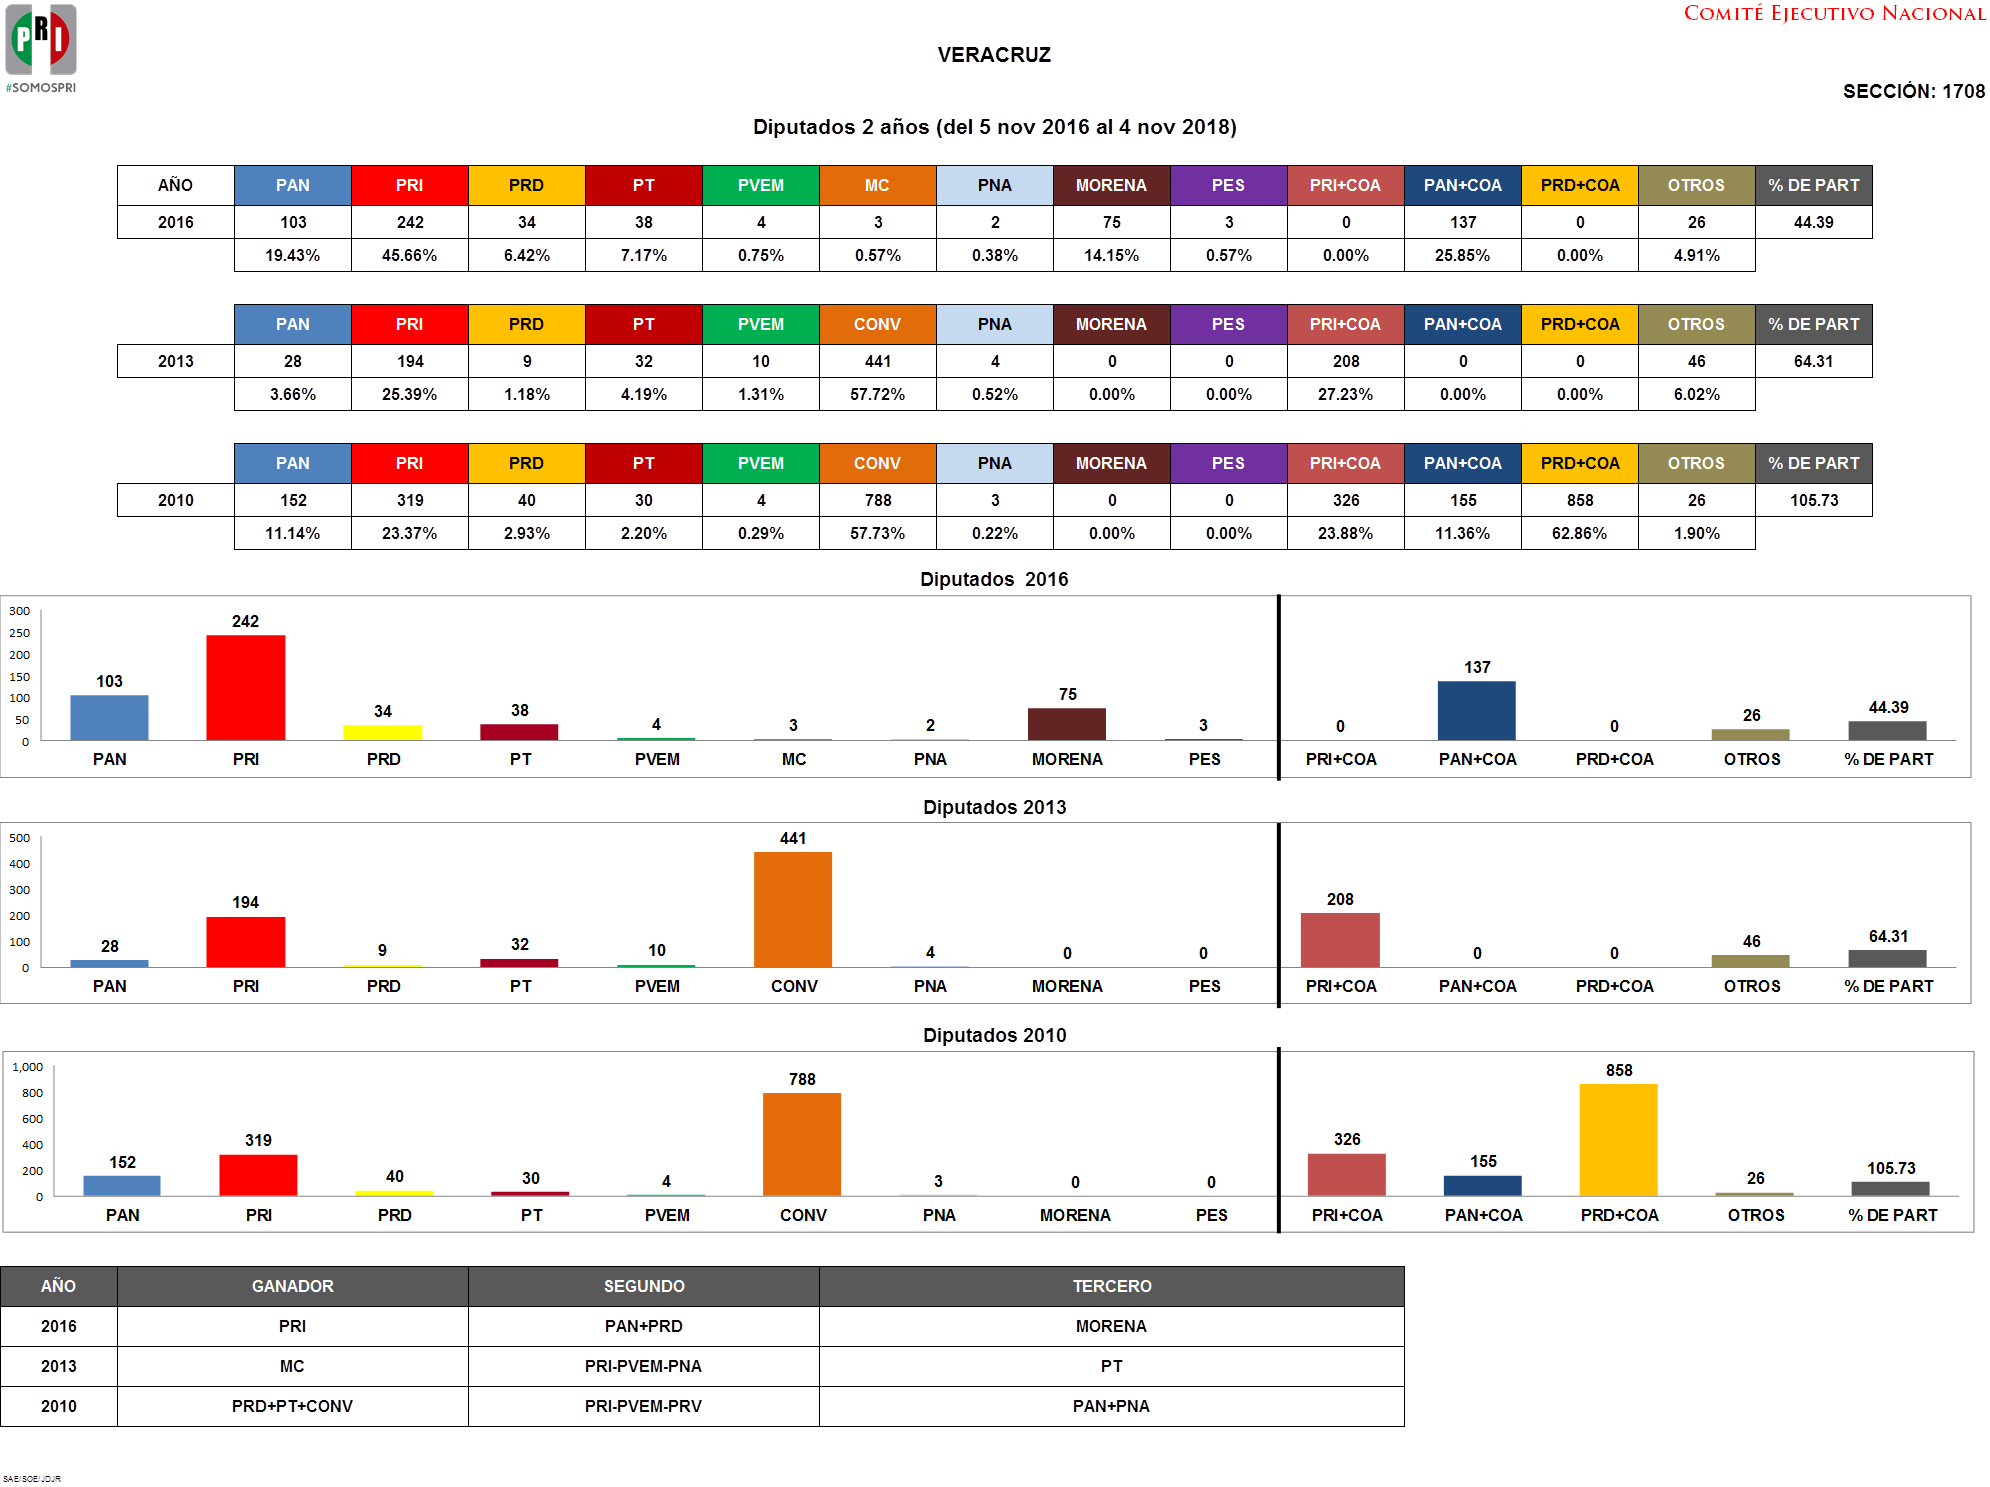 PRI
#SOMOSPRI
COMITÉ EJECUTIVO NACIONAL
VERACRUZ
SECCIÓN: 1708
Diputados 2 años (del 5 nov 2016 al 4 nov 2018)
AÑO PAN PRI PRD PT PVEM MC PNA MORENA PES PRI+COA PAN+COA PRD+COA OTROS % DE PART
2016 103 242 34 38 4 3 2 75 3 0 137 0 26 44.39
19.43% 45.66% 6.42% 7.17% 0.75% 0.57% 0.38% 14.15% 0.57% 0.00% 25.85% 0.00% 4.91%
PAN PRI PRD PT PVEM CONV PNA MORENA PES PRI+COA PAN+COA PRD+COA OTROS % DE PART
2013 28 194 9 32 10 441 4 0 0 208 0 0 46 64.31
3.66% 25.39% 1.18% 4.19% 1.31% 57.72% 0.52% 0.00% 0.00% 27.23% 0.00% 0.00% 6.02%
PAN PRI PRD PT PVEM CONV PNA MORENA PES PRI+COA PAN+COA PRD+COA OTROS % DE PART
2010 152 319 40 30 4 788 3 0 0 326 155 858 26 105.73
11.14% 23.37% 2.93% 2.20% 0.29% 57.73% 0.22% 0.00% 0.00% 23.88% 11.36% 62.86% 1.90%
Diputados 2016
300
250
200
150
100
50
0
103 242 34 38 4 3 2 75 3 0 137 0 26 44.39
PAN PRI PRD PT PVEM MC PNA MORENA PES PRI+COA PAN+COA PRD+COA OTROS % DE PART
Diputados 2013
500
400
300
200
100
0
28 194 9 32 10 441 4 0 0 208 0 0 46 64.31
PAN PRI PRD PT PVEM CONV PNA MORENA PES PRI+COA PAN+COA PRD+COA OTROS % DE PART
Diputados 2010
1,000
800
600
400
200
0
152 319 40 30 4 788 3 0 0 326 155 858 26 105.73
PAN PRI PRD PT PVEM CONV PNA MORENA PES PRI+COA PAN+COA PRD+COA OTROS % DE PART
AÑO GANADOR SEGUNDO TERCERO
2016 PRI PAN+PRD MORENA
2013 MC PRI-PVEM-PNA PT
2010 PRD+PT+CONV PRI-PVEM-PRV PAN+PNA
SAE/SOE/JDJR